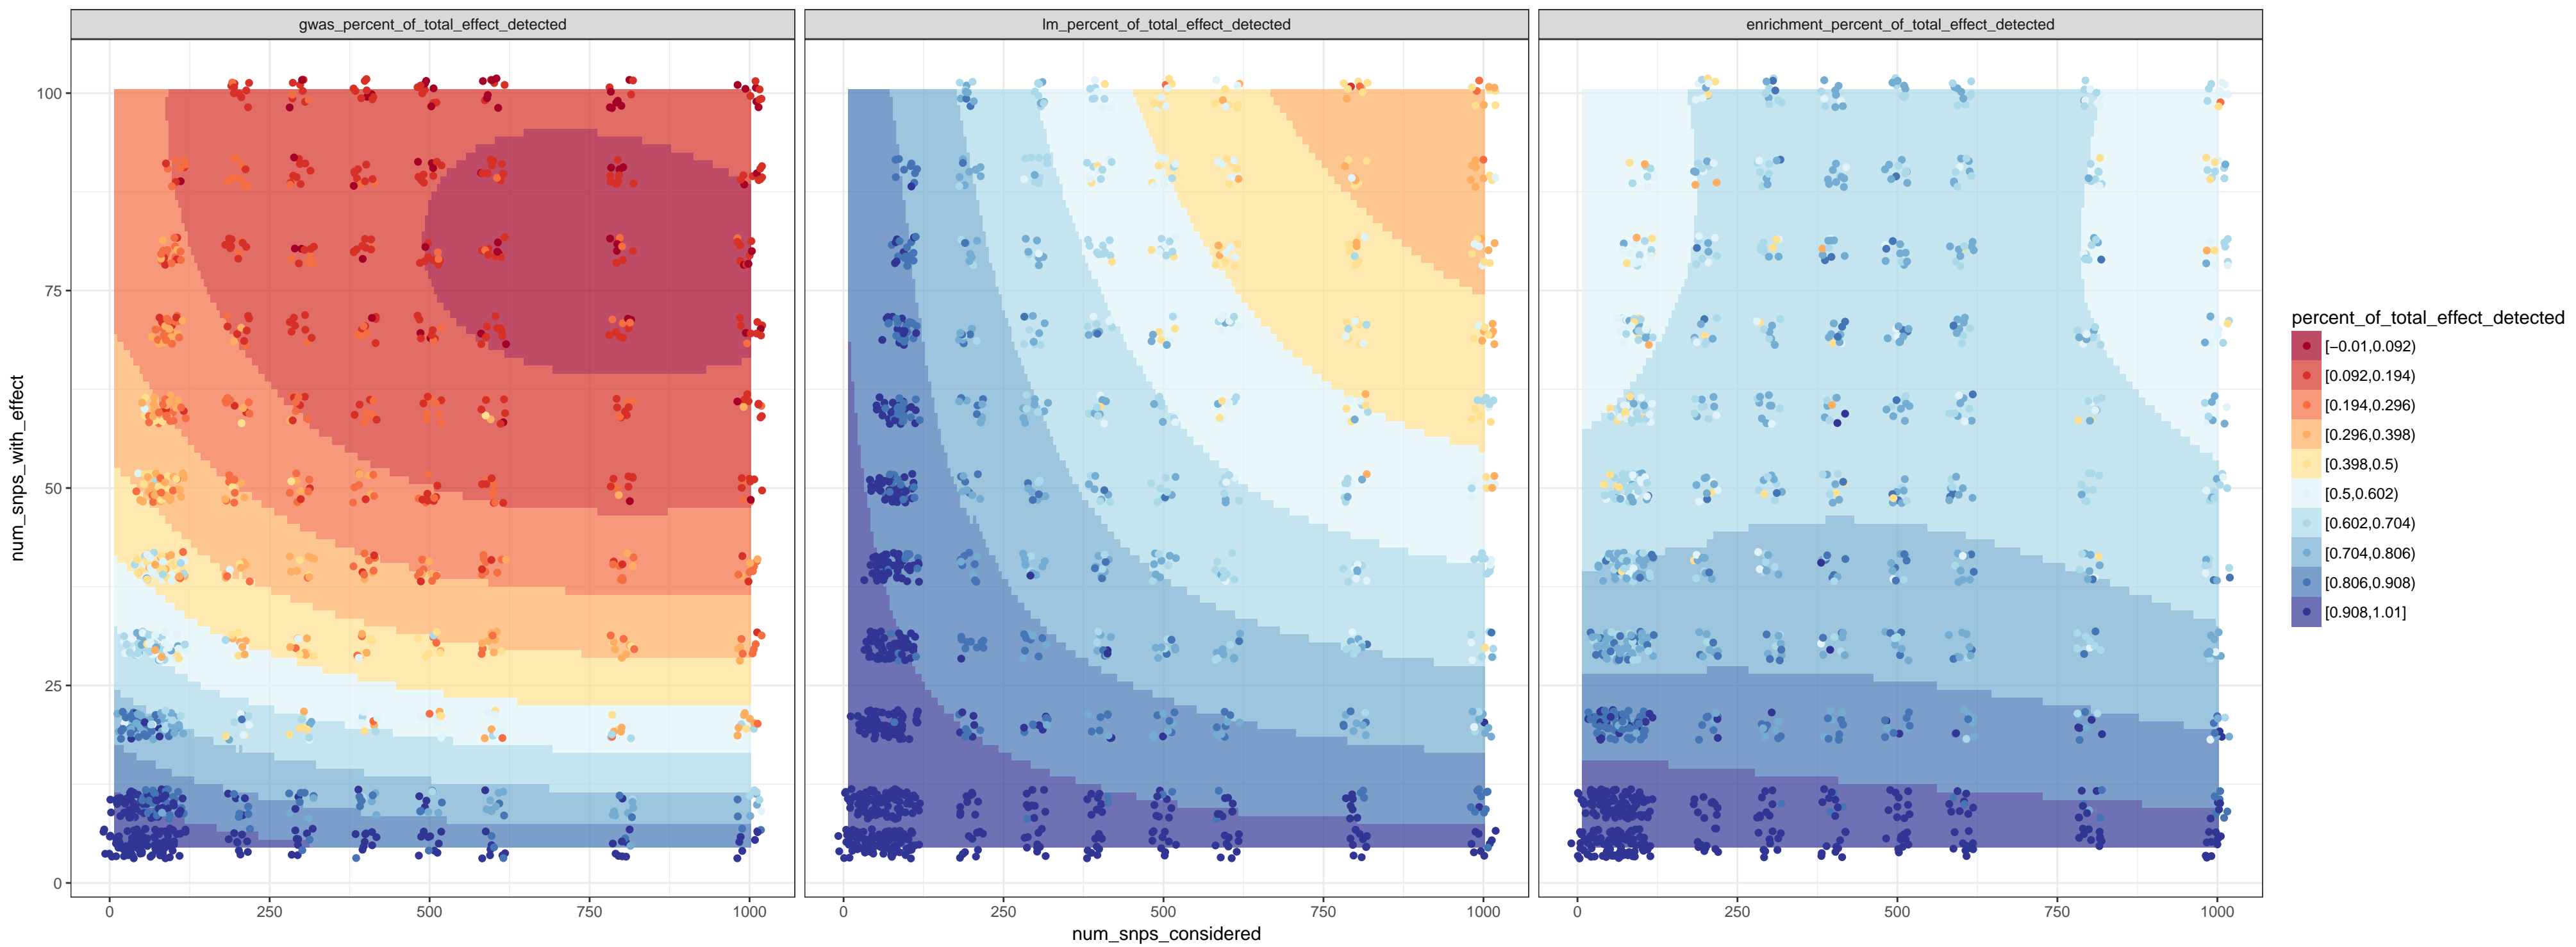 gwas_percent_of_total_effect_detected
lm_percent_of_total_effect_detected
enrichment_percent_of_total_effect_detected
num_snps_with_effect
100
75
50
25
0
0 250 500 750 1000
0 250 500 750 1000
0 250 500 750 1000
num_snps_considered
percent_of_total_effect_detected
[−0.01,0.092)
[0.092,0.194)
[0.194,0.296)
[0.296,0.398)
[0.398,0.5)
[0.5,0.602)
[0.602,0.704)
[0.704,0.806)
[0.806,0.908)
[0.908,1.01]